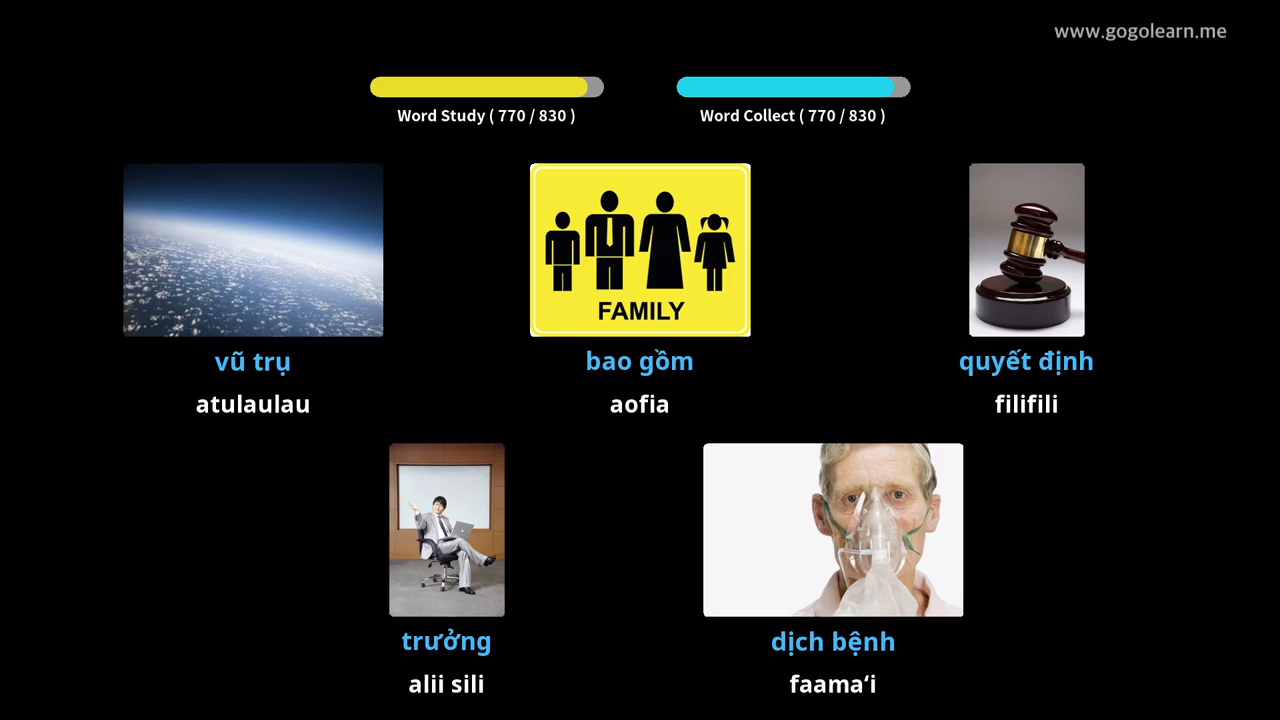 www.gogolearn.me
Word Study ( 770 / 830 )
Word Collect ( 770 / 830 )
FAMILY
vũ trụ
bao gồm
quyết định
atulaulau
aofia
filifili
trưởng
dịch bệnh
alii sili
faamaʻi